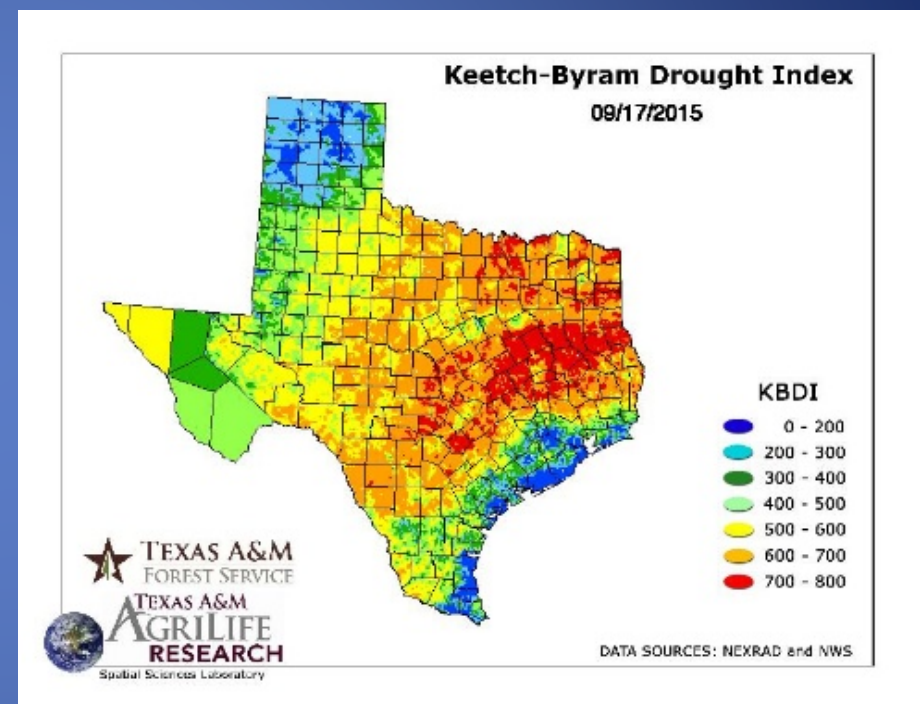 Keetch-Byram Drought Index
09/17/2015
KBDI
0 - 200
200 - 300
300 - 400
400 - 500
500 - 600
600 - 700
700 - 800
TEXAS A&M
FOREST SERVICE
TEXAS A&M
AGRILIFE
RESEARCH
Spatial Sciences Laboratory
DATA SOURCES: NEXRAD and NWS